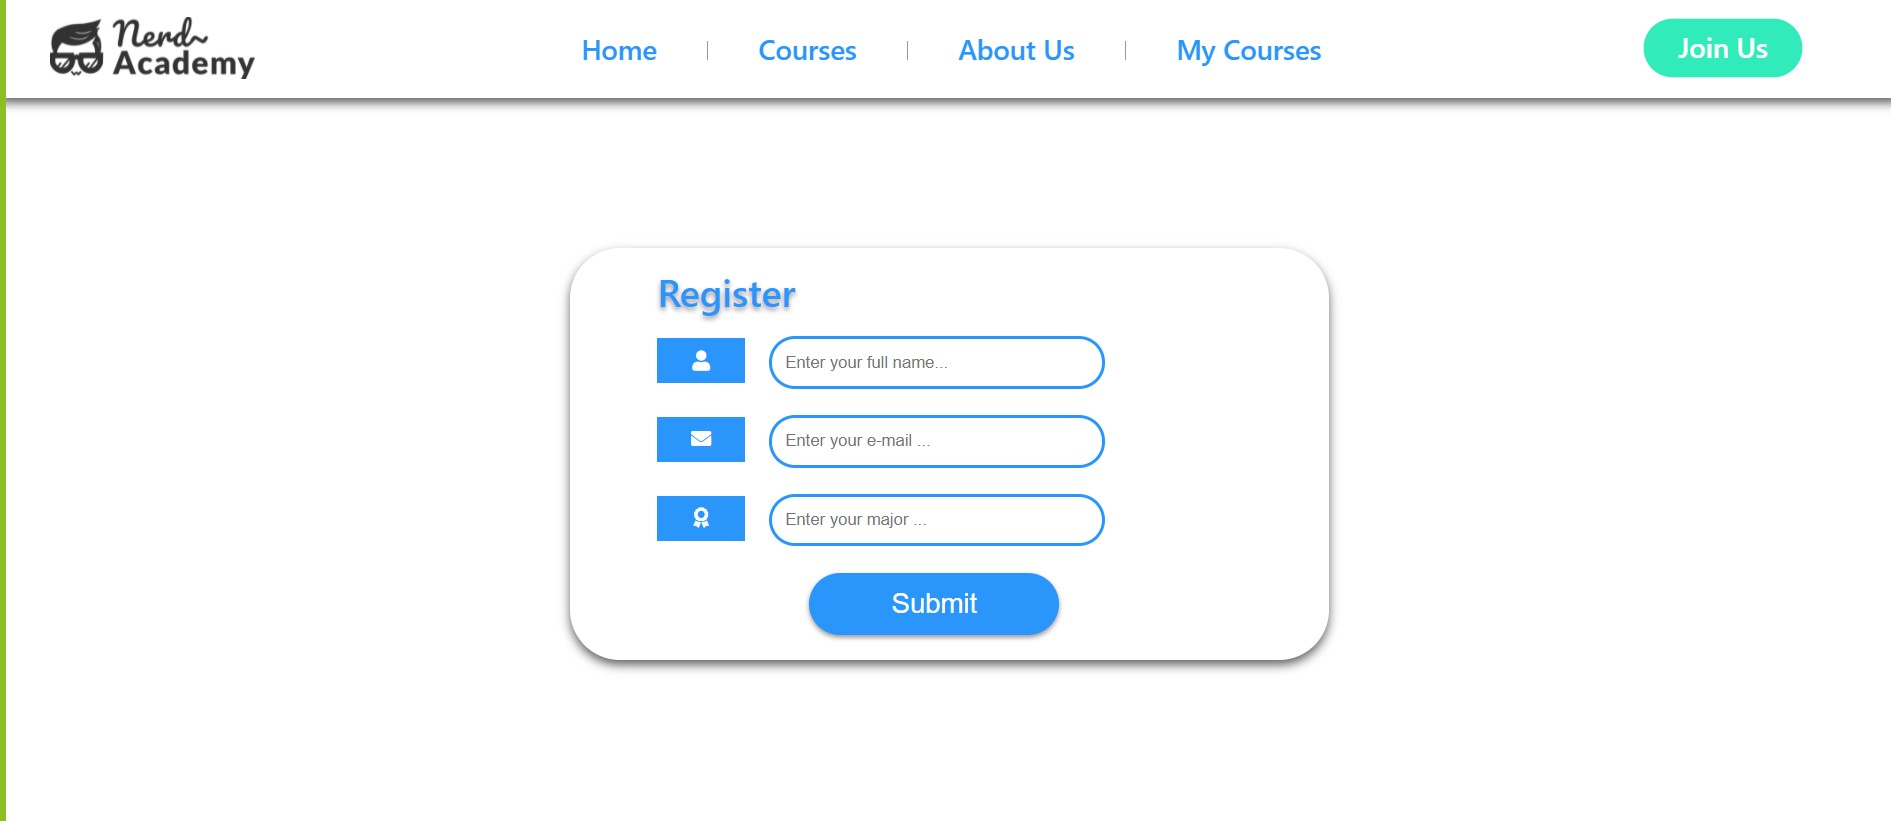 Nerd~
Academy
Home
Courses
About Us
My Courses
Join Us
Register
Enter your full name...
Enter your e-mail ...
Enter your major ...
Submit